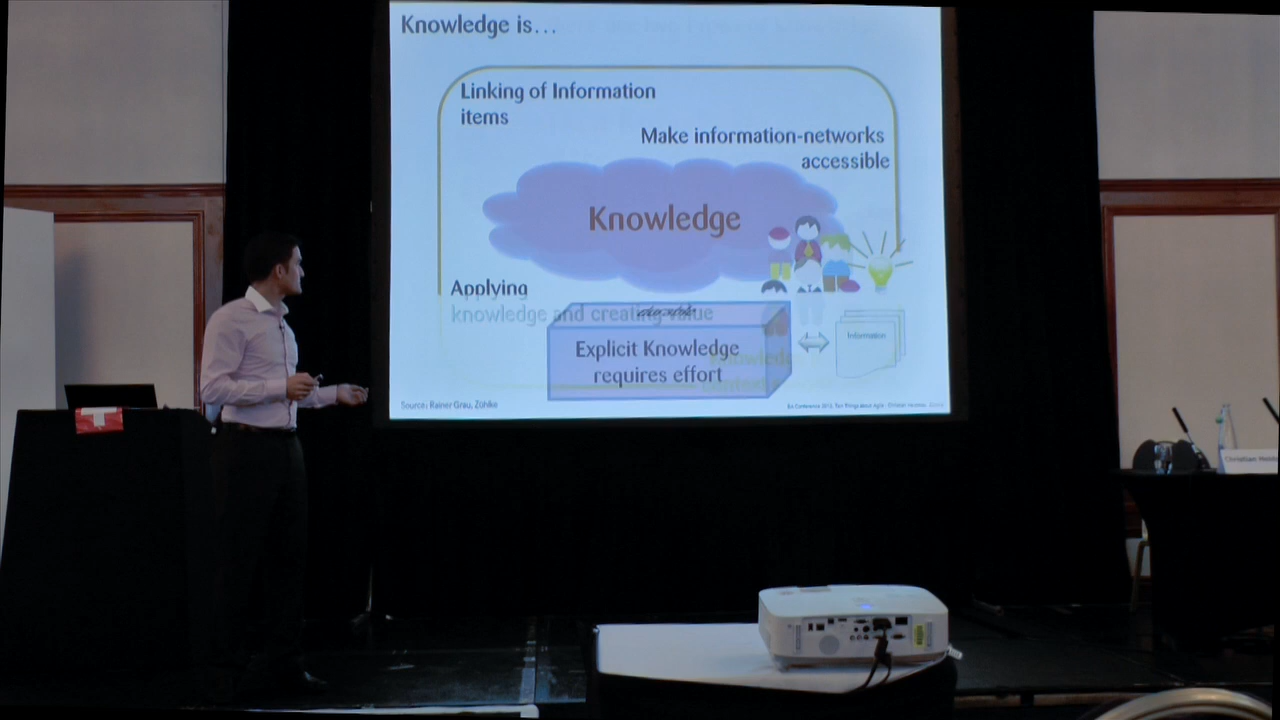 Knowledge is...
Linking of Information
items
Make information-networks
accessible
Knowledge
Applying
knowledge and creating value
Explicit Knowledge
requires effort
Information
Source: Rainer Grau, Zühlke
T
Christian